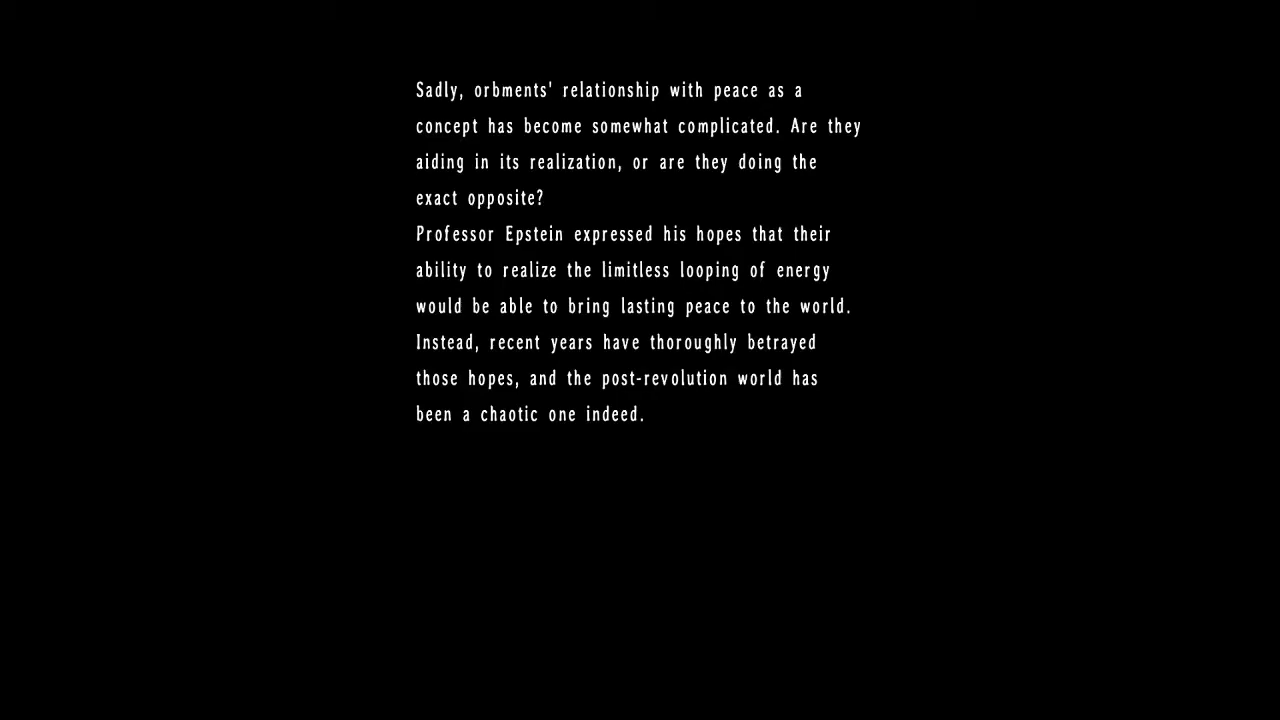 Sadly, orbments' relationship with peace as a
concept has become somewhat complicated. Are they
aiding in its realization, or are they doing the
exact opposite?
Professor Epstein expressed his hopes that their
ability to realize the limitless looping of energy
would be able to bring lasting peace to the world.
Instead, recent years have thoroughly betrayed
those hopes, and the post-revolution world has
been a chaotic one indeed.